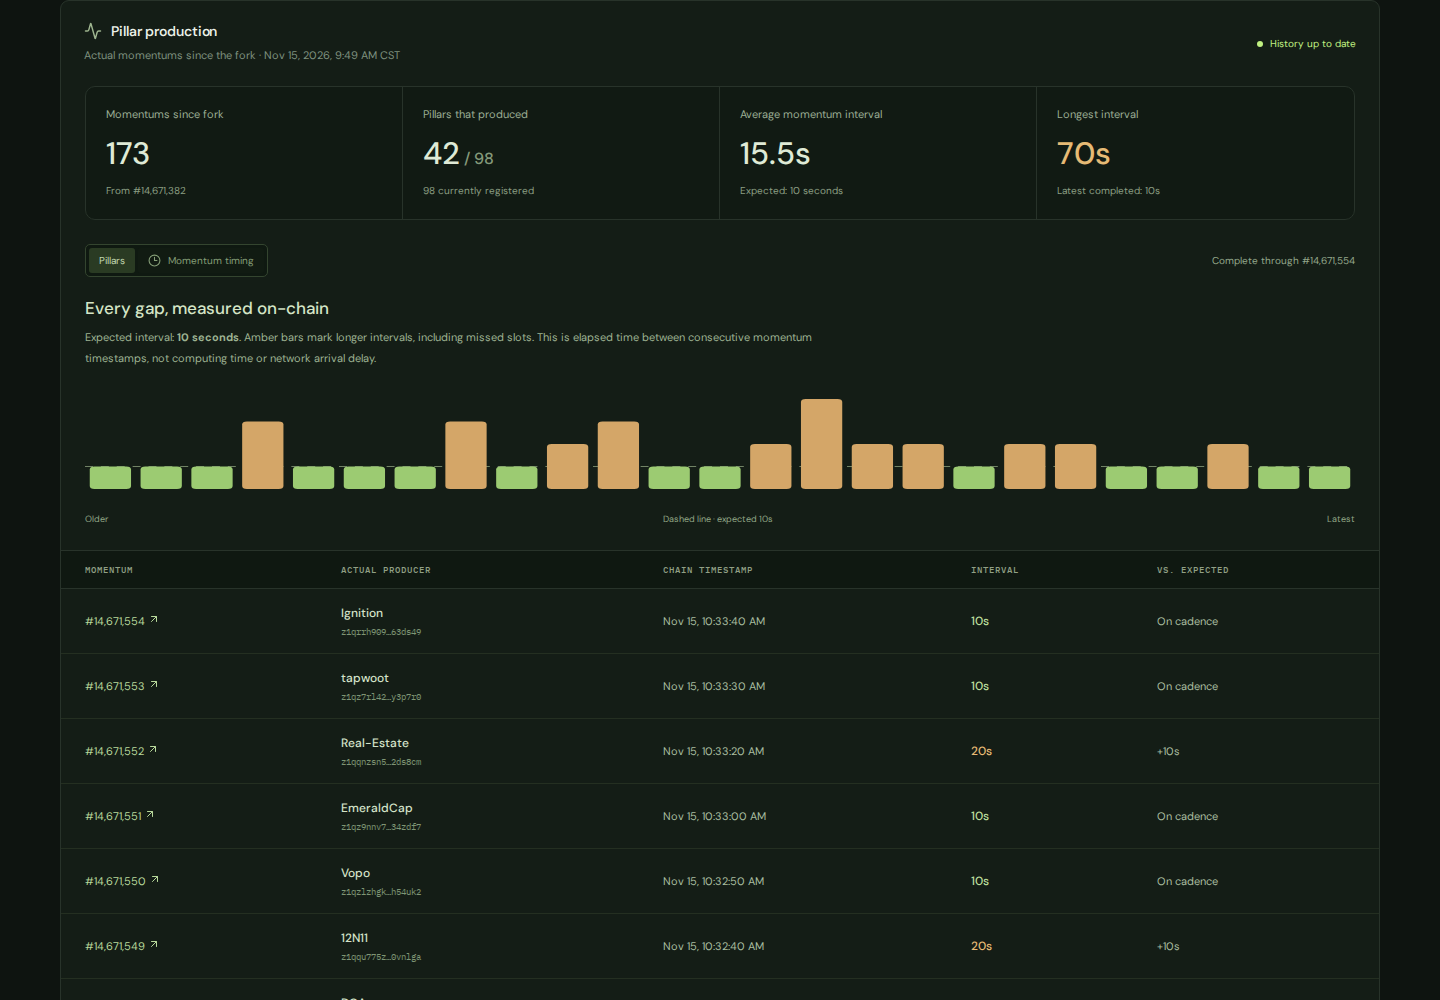 Pillar production
Actual momentums since the fork · Nov 15, 2026, 9:49 AM CST
History up to date
Momentums since fork
173
From #14,671,382
Pillars that produced
42 / 98
98 currently registered
Average momentum interval
15.5s
Expected: 10 seconds
Longest interval
70s
Latest completed: 10s
Pillars
Momentum timing
Complete through #14,671,554
Every gap, measured on-chain
Expected interval: 10 seconds. Amber bars mark longer intervals, including missed slots. This is elapsed time between consecutive momentum
timestamps, not computing time or network arrival delay.
Older
Dashed line · expected 10s
Latest
MOMENTUM ACTUAL PRODUCER CHAIN TIMESTAMP INTERVAL VS. EXPECTED
#14,671,554 Ignition Nov 15, 10:33:40 AM 10s On cadence
z1qrrh909…63ds49
#14,671,553 tapwoot Nov 15, 10:33:30 AM 10s On cadence
z1qz7rl42…y3p7r0
#14,671,552 Real-Estate Nov 15, 10:33:20 AM 20s +10s
z1qqnzsn5…2ds8cm
#14,671,551 EmeraldCap Nov 15, 10:33:00 AM 10s On cadence
z1qz9nnv7…34zdf7
#14,671,550 Vopo Nov 15, 10:32:50 AM 10s On cadence
z1qzlzhgk…h54uk2
#14,671,549 12N11 Nov 15, 10:32:40 AM 20s +10s
z1qqu775z…0vnlga